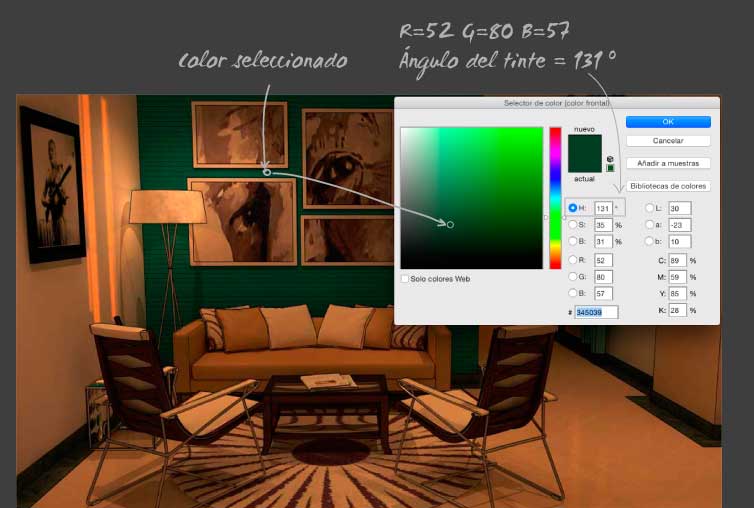 R=52 G=80 B=57
Color seleccionado
Ángulo del tinte = 131º
Selector de color (color frontal)
nuevo
actual
OK
Cancelar
Añadir a muestras
Bibliotecas de colores
H: 131 °
S: 35 %
B: 31 %
R: 52
G: 80
B: 57
# 345039
L: 30
a: -23
b: 10
C: 89 %
M: 59 %
Y: 85 %
K: 28 %
Solo colores Web